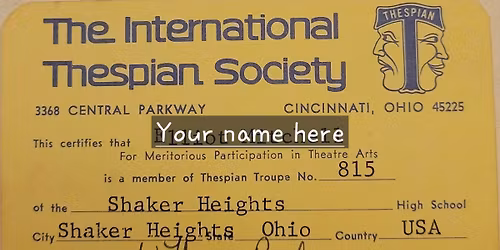 The International
Thespian Society
THESPIAN
3368 CENTRAL PARKWAY CINCINNATI, OHIO 45225
This certifies that
Your name here
For Meritorious Participation in Theatre Arts
is a member of Thespian Troupe No. 815
of the Shaker Heights High School
City Shaker Heights State Ohio Country USA